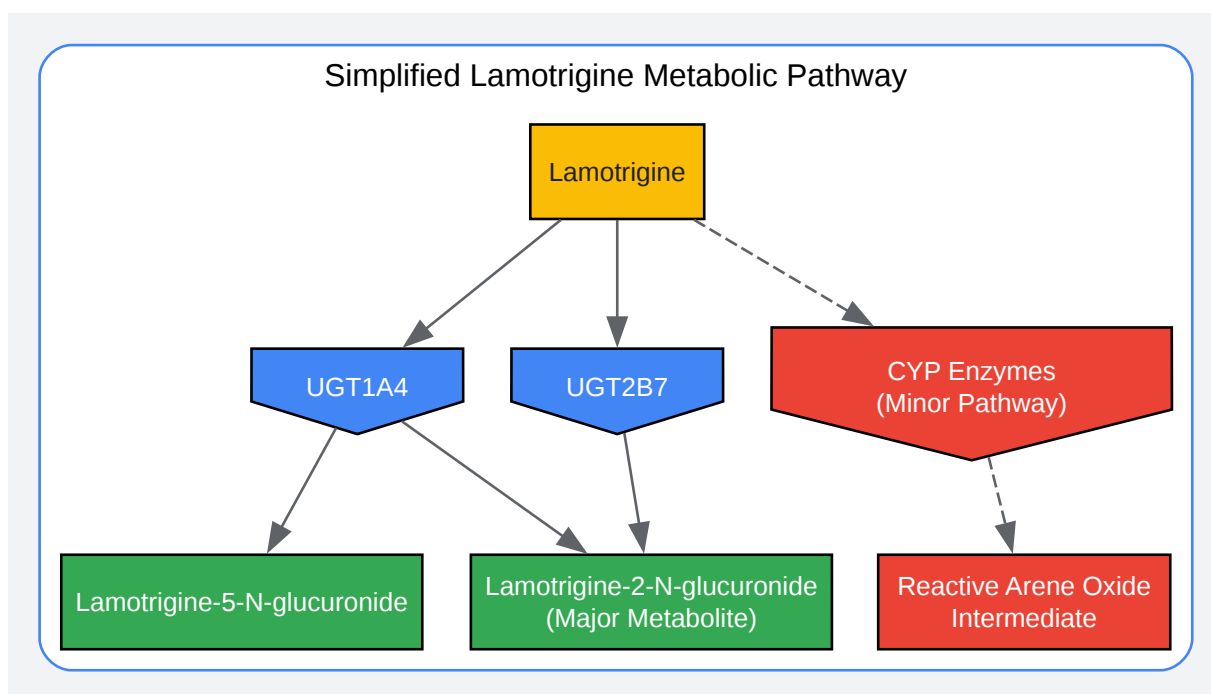 Simplified Lamotrigine Metabolic Pathway
Lamotrigine
UGT1A4
UGT2B7
CYP Enzymes
(Minor Pathway)
Lamotrigine-5-N-glucuronide
Lamotrigine-2-N-glucuronide
(Major Metabolite)
Reactive Arene Oxide
Intermediate